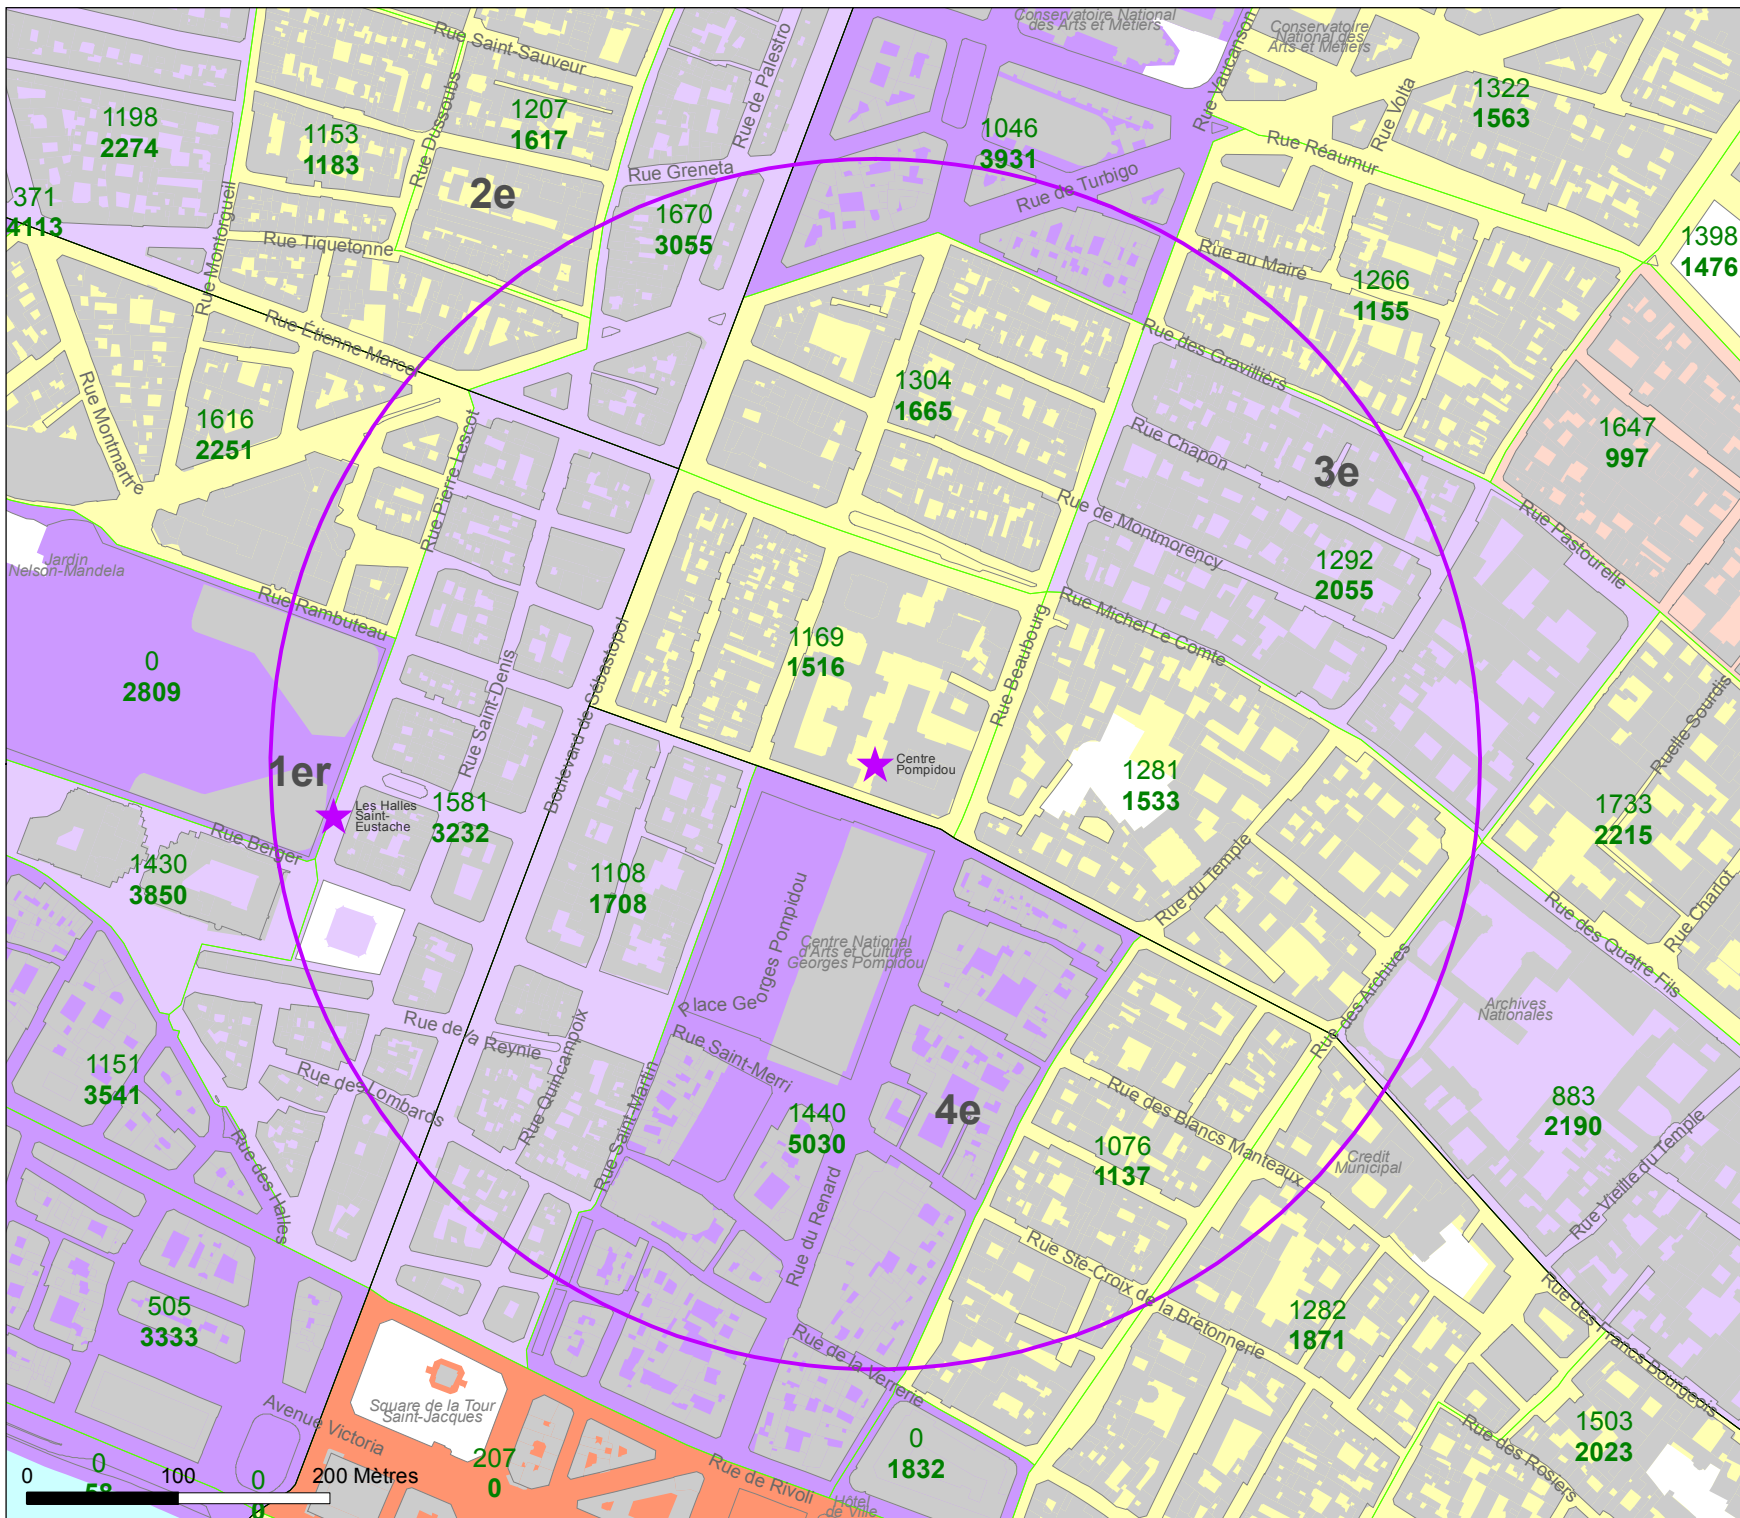 Conservatoire National
des Arts et Métiers
Conservatoire
National des
Arts et Métiers
Rue Saint-Sauveur
Rue de Palestro
Rue Vaucanson
Rue Volta
1322
1563
1198
2274
1153
1183
Rue Dussoubs
1207
1617
1046
3931
Rue Réaumur
Rue Greneta
Rue de Turbigo
2e
371
4113
Rue Montorgueil
Rue Tiquetonne
1670
3055
Rue au Maire
1266
1155
1398
1476
Rue Étienne Marcel
Rue des Gravilliers
Rue Montmartre
1616
2251
1304
1665
Rue Pierre Lescot
Rue Chapon
3e
1647
997
Rue de Montmorency
Rue Pastourelle
Jardin
Nelson-Mandela
1292
2055
Rue Rambuteau
Rue Michel Le Comte
0
2809
Rue Saint-Denis
Boulevard de Sébastopol
1169
1516
Rue Beaubourg
Ruelle Sourdis
1er
Centre
Pompidou
1281
1533
Les Halles
Saint-
Eustache
1581
3232
1733
2215
Rue Berger
1430
3850
1108
1708
Rue du Temple
Rue Charlot
Rue des Quatre Fils
Place Georges Pompidou
Centre National
d'Arts et Culture
Georges Pompidou
Rue des Archives
Archives
Nationales
Rue de la Reynie
Rue Quincampoix
Rue Saint-Merri
1151
3541
Rue des Lombards
Rue Saint-Martin
1440
5030
4e
Rue des Blancs Manteaux
883
2190
Rue Vieille du Temple
1076
1137
Credit
Municipal
Rue des Halles
Rue du Renard
Rue Ste-Croix de la Bretonnerie
505
3333
1282
1871
Rue des Francs Bourgeois
Rue de la Verrerie
Square de la Tour
Saint-Jacques
Avenue Victoria
207
0
Rue de Rivoli
0
1832
1503
2023
Rue des Rosiers
0
58
0
0
0 100 200 Mètres
Hôtel
de Ville